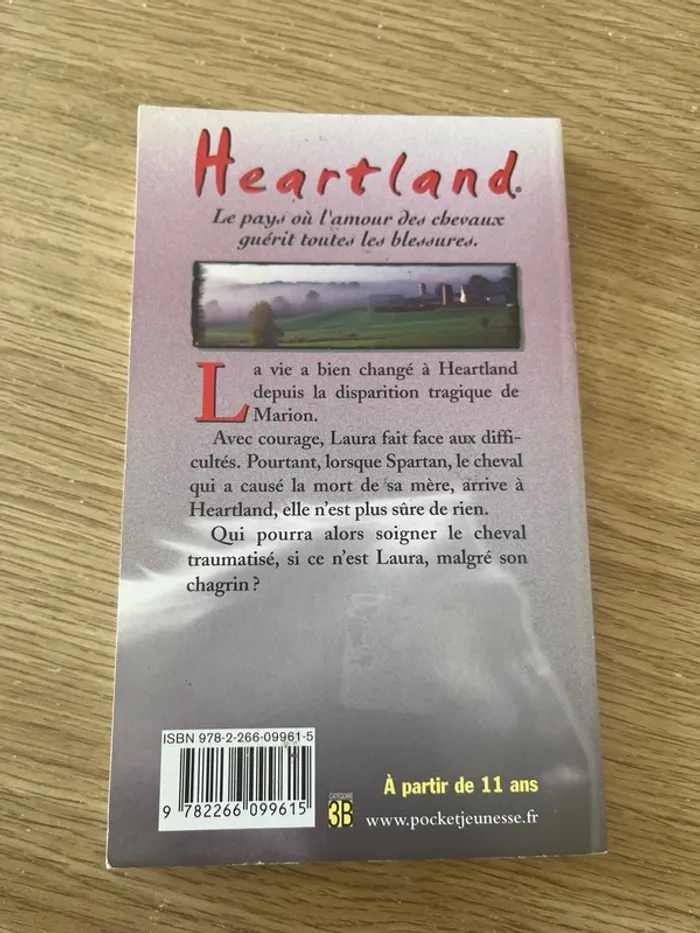 Heartland®
Le pays où l'amour des chevaux
guérit toutes les blessures.
La vie a bien changé à Heartland
depuis la disparition tragique de
Marion.
Avec courage, Laura fait face aux diffi-
cultés. Pourtant, lorsque Spartan, le cheval
qui a causé la mort de sa mère, arrive à
Heartland, elle n'est plus sûre de rien.
Qui pourra alors soigner le cheval
traumatisé, si ce n'est Laura, malgré son
chagrin ?
ISBN 978-2-266-09961-5
9 782266 099615
CATÉGORIE
3B
À partir de 11 ans
www.pocketjeunesse.fr